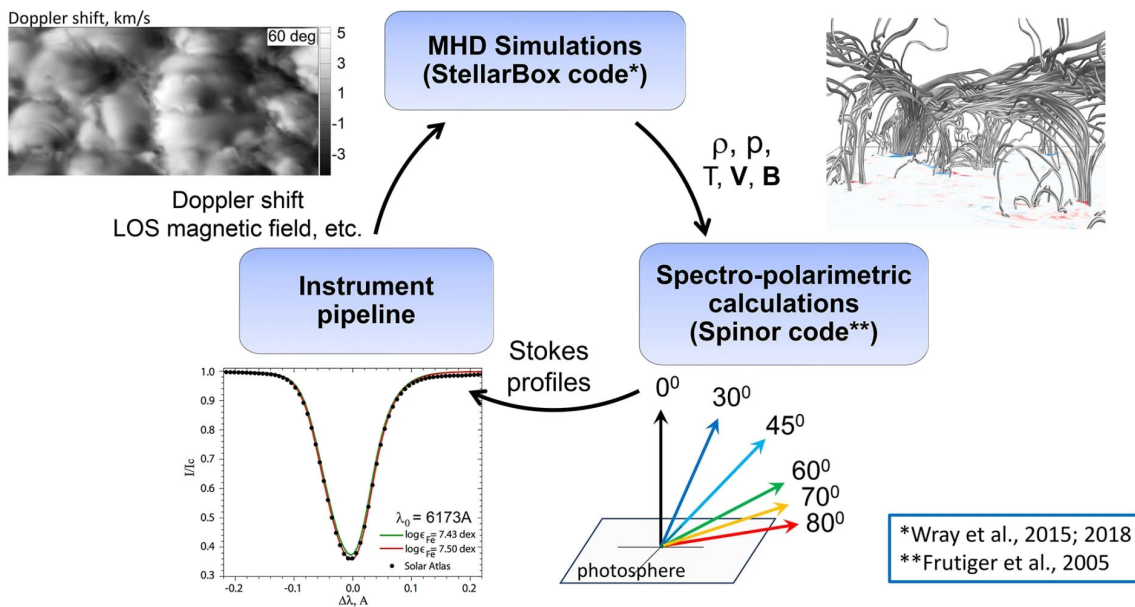 Doppler shift, km/s
60 deg
5
3
1
-1
-3
MHD Simulations
(StellarBox code*)
ρ, p,
T, V, B
Doppler shift
LOS magnetic field, etc.
Instrument
pipeline
Spectro-polarimetric
calculations
(Spinor code**)
Stokes
profiles
1.0
0.9
0.8
0.7
0.6
0.5
0.4
0.3
I/Ic
λ₀ = 6173A
logϵ_Fe = 7.43 dex
logϵ_Fe = 7.50 dex
Solar Atlas
-0.2 -0.1 0.0 0.1 0.2
Δλ, A
0⁰
30⁰
45⁰
60⁰
70⁰
80⁰
photosphere
*Wray et al., 2015; 2018
**Frutiger et al., 2005